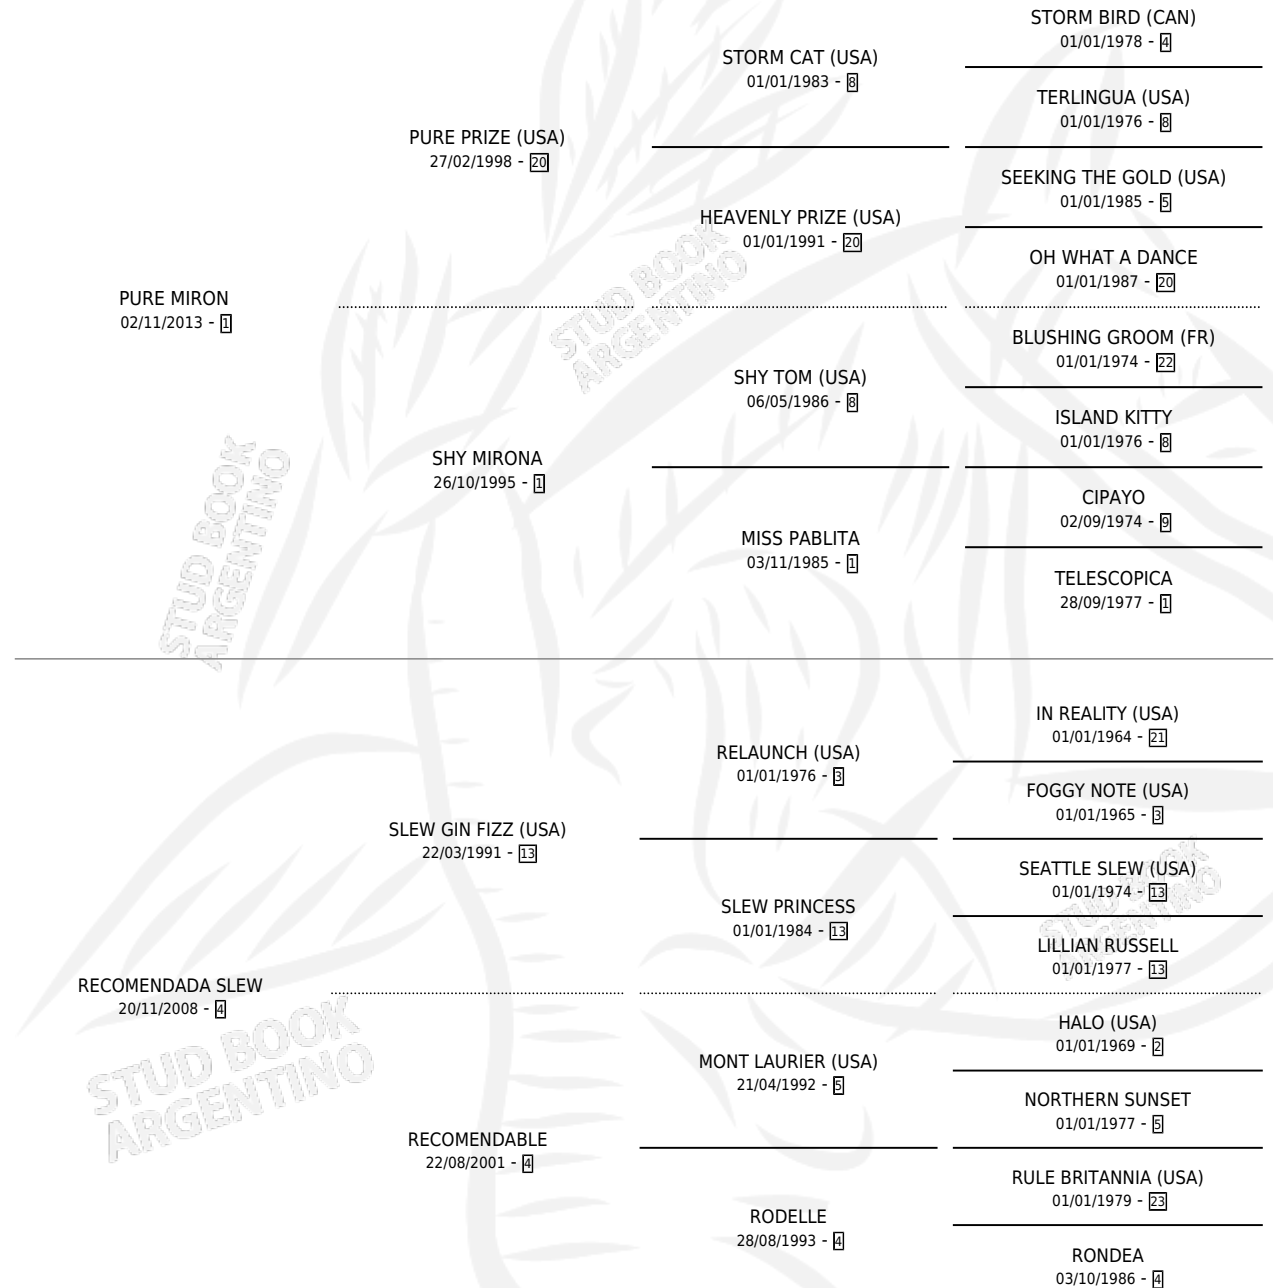 STORM BIRD (CAN)
01/01/1978 - 4
STORM CAT (USA)
01/01/1983 - 8
TERLINGUA (USA)
01/01/1976 - 8
PURE PRIZE (USA)
27/02/1998 - 20
SEEKING THE GOLD (USA)
01/01/1985 - 5
HEAVENLY PRIZE (USA)
01/01/1991 - 20
OH WHAT A DANCE
01/01/1987 - 20
PURE MIRON
02/11/2013 - 1
BLUSHING GROOM (FR)
01/01/1974 - 22
SHY TOM (USA)
06/05/1986 - 8
ISLAND KITTY
01/01/1976 - 8
SHY MIRONA
26/10/1995 - 1
CIPAYO
02/09/1974 - 9
MISS PABLITA
03/11/1985 - 1
TELESCOPICA
28/09/1977 - 1
STUD BOOK
ARGENTINO
STUD BOOK
ARGENTINO
IN REALITY (USA)
01/01/1964 - 21
RELAUNCH (USA)
01/01/1976 - 3
FOGGY NOTE (USA)
01/01/1965 - 3
SLEW GIN FIZZ (USA)
22/03/1991 - 13
SEATTLE SLEW (USA)
01/01/1974 - 13
SLEW PRINCESS
01/01/1984 - 13
LILLIAN RUSSELL
01/01/1977 - 13
RECOMENDADA SLEW
20/11/2008 - 4
HALO (USA)
01/01/1969 - 2
MONT LAURIER (USA)
21/04/1992 - 5
NORTHERN SUNSET
01/01/1977 - 5
RECOMENDABLE
22/08/2001 - 4
RULE BRITANNIA (USA)
01/01/1979 - 23
RODELLE
28/08/1993 - 4
RONDEA
03/10/1986 - 4
STUD BOOK
ARGENTINO
STUD BOOK
ARGENTINO